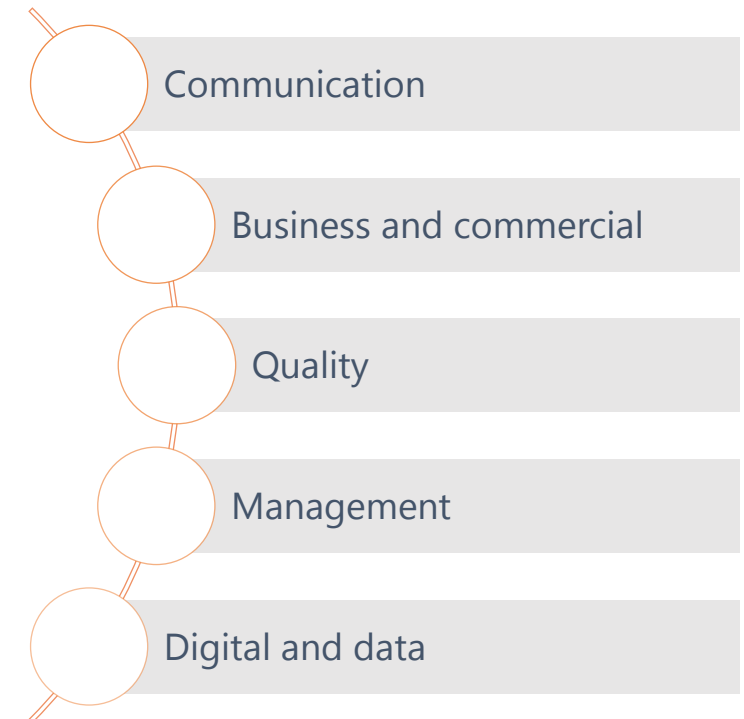 Communication
Business and commercial
Quality
Management
Digital and data